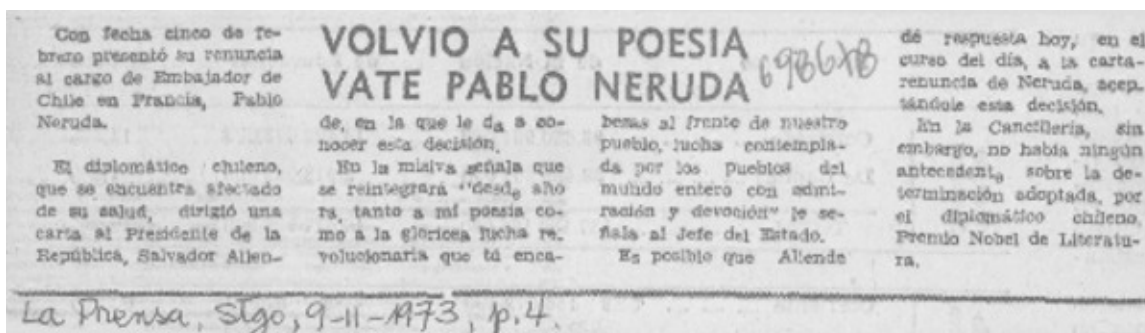 VOLVIO A SU POESIA
VATE PABLO NERUDA
698678
Con fecha cinco de fe-
brero presentó su renuncia
al cargo de Embajador de
Chile en Francia, Pablo
Neruda.
El diplomático chileno,
que se encuentra afectado
de su salud, dirigió una
carta al Presidente de la
República, Salvador Allen-
de, en la que le da a co-
nocer esta decisión.
En la misiva señala que
se reintegrará "desde aho
ra, tanto a mi poesía co-
mo a la gloriosa lucha re-
volucionaria que tú enca-
bezas al frente de nuestro
pueblo, lucha contempla-
da por los Pueblos del
mundo entero con admi-
ración y devoción" le se-
ñala al Jefe del Estado.
Es posible que Allende
dé respuesta hoy, en el
curso del día, a la carta-
renuncia de Neruda, acep-
tándole esta decisión.
En la Cancillería, sin
embargo, no había ningún
antecedente sobre la de-
terminación adoptada, por
el diplomático chileno,
Premio Nobel de Literatu-
ra.
La Prensa, Stgo, 9-II-1973, p.4.